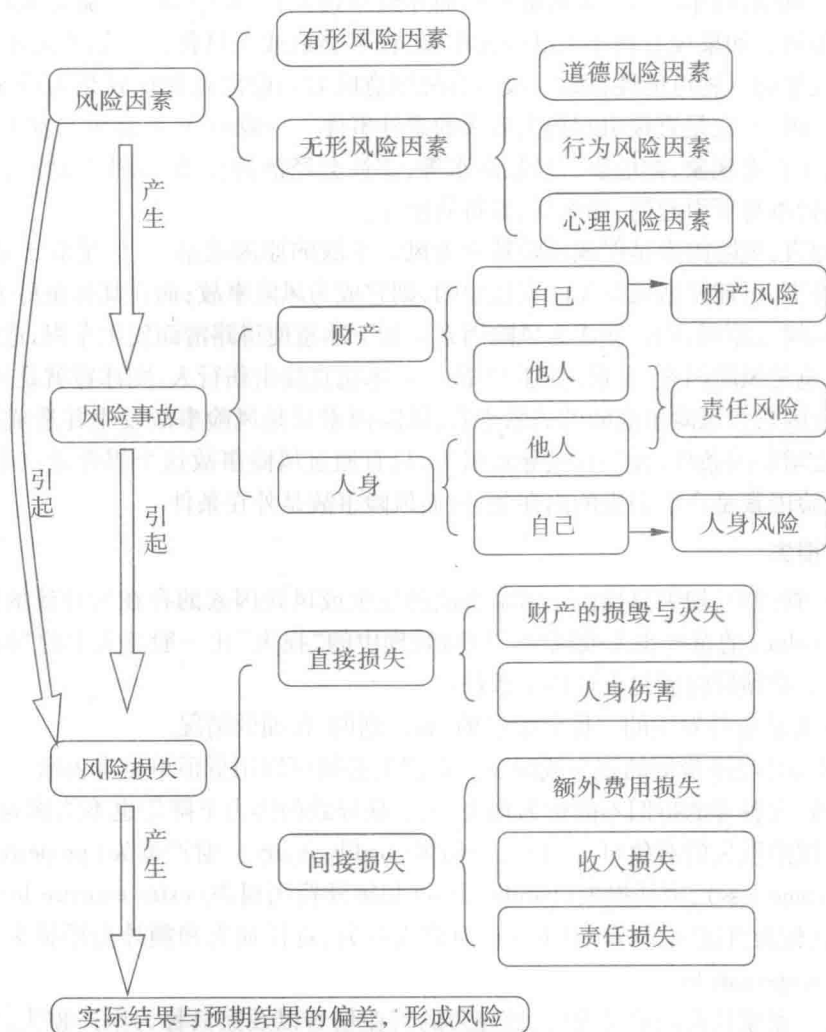 有形风险因素
风险因素
道德风险因素
无形风险因素
行为风险因素
产生
心理风险因素
自己
财产风险
财产
他人
风险事故
责任风险
他人
人身
引起
引起
自己
人身风险
财产的损毁与灭失
直接损失
人身伤害
风险损失
额外费用损失
产生
间接损失
收入损失
责任损失
实际结果与预期结果的偏差，形成风险